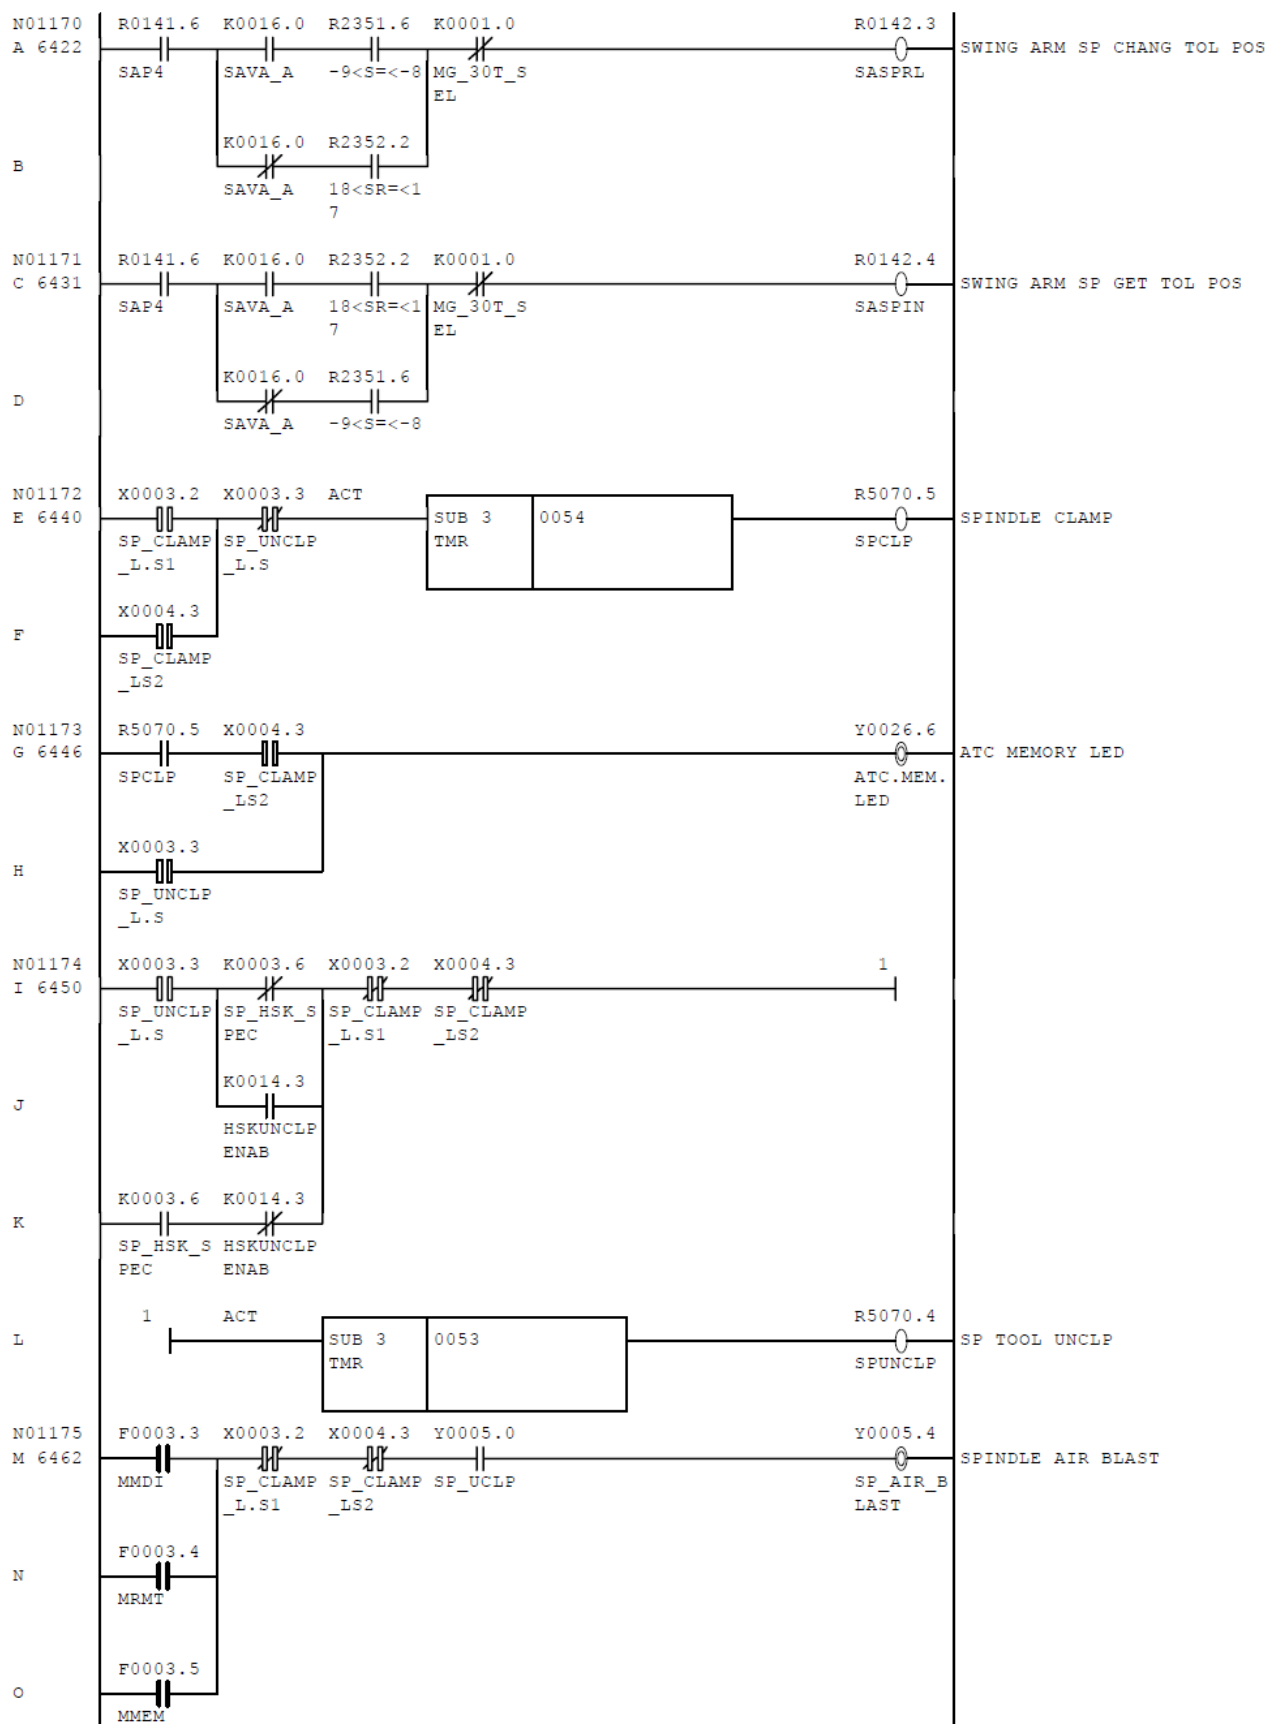 N01170 R0141.6 K0016.0 R2351.6 K0001.0 R0142.3
A 6422 SWING ARM SP CHANG TOL POS
SAP4 SAVA_A -9<S=<-8 MG_30T_S SASPRL
EL
K0016.0 R2352.2
B
SAVA_A 18<SR=<1
7
N01171 R0141.6 K0016.0 R2352.2 K0001.0 R0142.4
C 6431 SWING ARM SP GET TOL POS
SAP4 SAVA_A 18<SR=<1 MG_30T_S SASPIN
7 EL
K0016.0 R2351.6
D
SAVA_A -9<S=<-8
N01172 X0003.2 X0003.3 ACT R5070.5
E 6440 SUB 3 0054 SPINDLE CLAMP
SP_CLAMP SP_UNCLP TMR SPCLP
_L.S1 _L.S
X0004.3
F
SP_CLAMP
_LS2
N01173 R5070.5 X0004.3 Y0026.6
G 6446 ATC MEMORY LED
SPCLP SP_CLAMP ATC.MEM.
_LS2 LED
X0003.3
H
SP_UNCLP
_L.S
N01174 X0003.3 K0003.6 X0003.2 X0004.3 1
I 6450
SP_UNCLP SP_HSK_S SP_CLAMP SP_CLAMP
_L.S PEC _L.S1 _LS2
K0014.3
J
HSKUNCLP
ENAB
K0003.6 K0014.3
K
SP_HSK_S HSKUNCLP
PEC ENAB
1 ACT R5070.4
L SUB 3 0053 SP TOOL UNCLP
TMR SPUNCLP
N01175 F0003.3 X0003.2 X0004.3 Y0005.0 Y0005.4
M 6462 SPINDLE AIR BLAST
MMDI SP_CLAMP SP_CLAMP SP_UCLP SP_AIR_B
_L.S1 _LS2 LAST
F0003.4
N
MRMT
F0003.5
O
MMEM